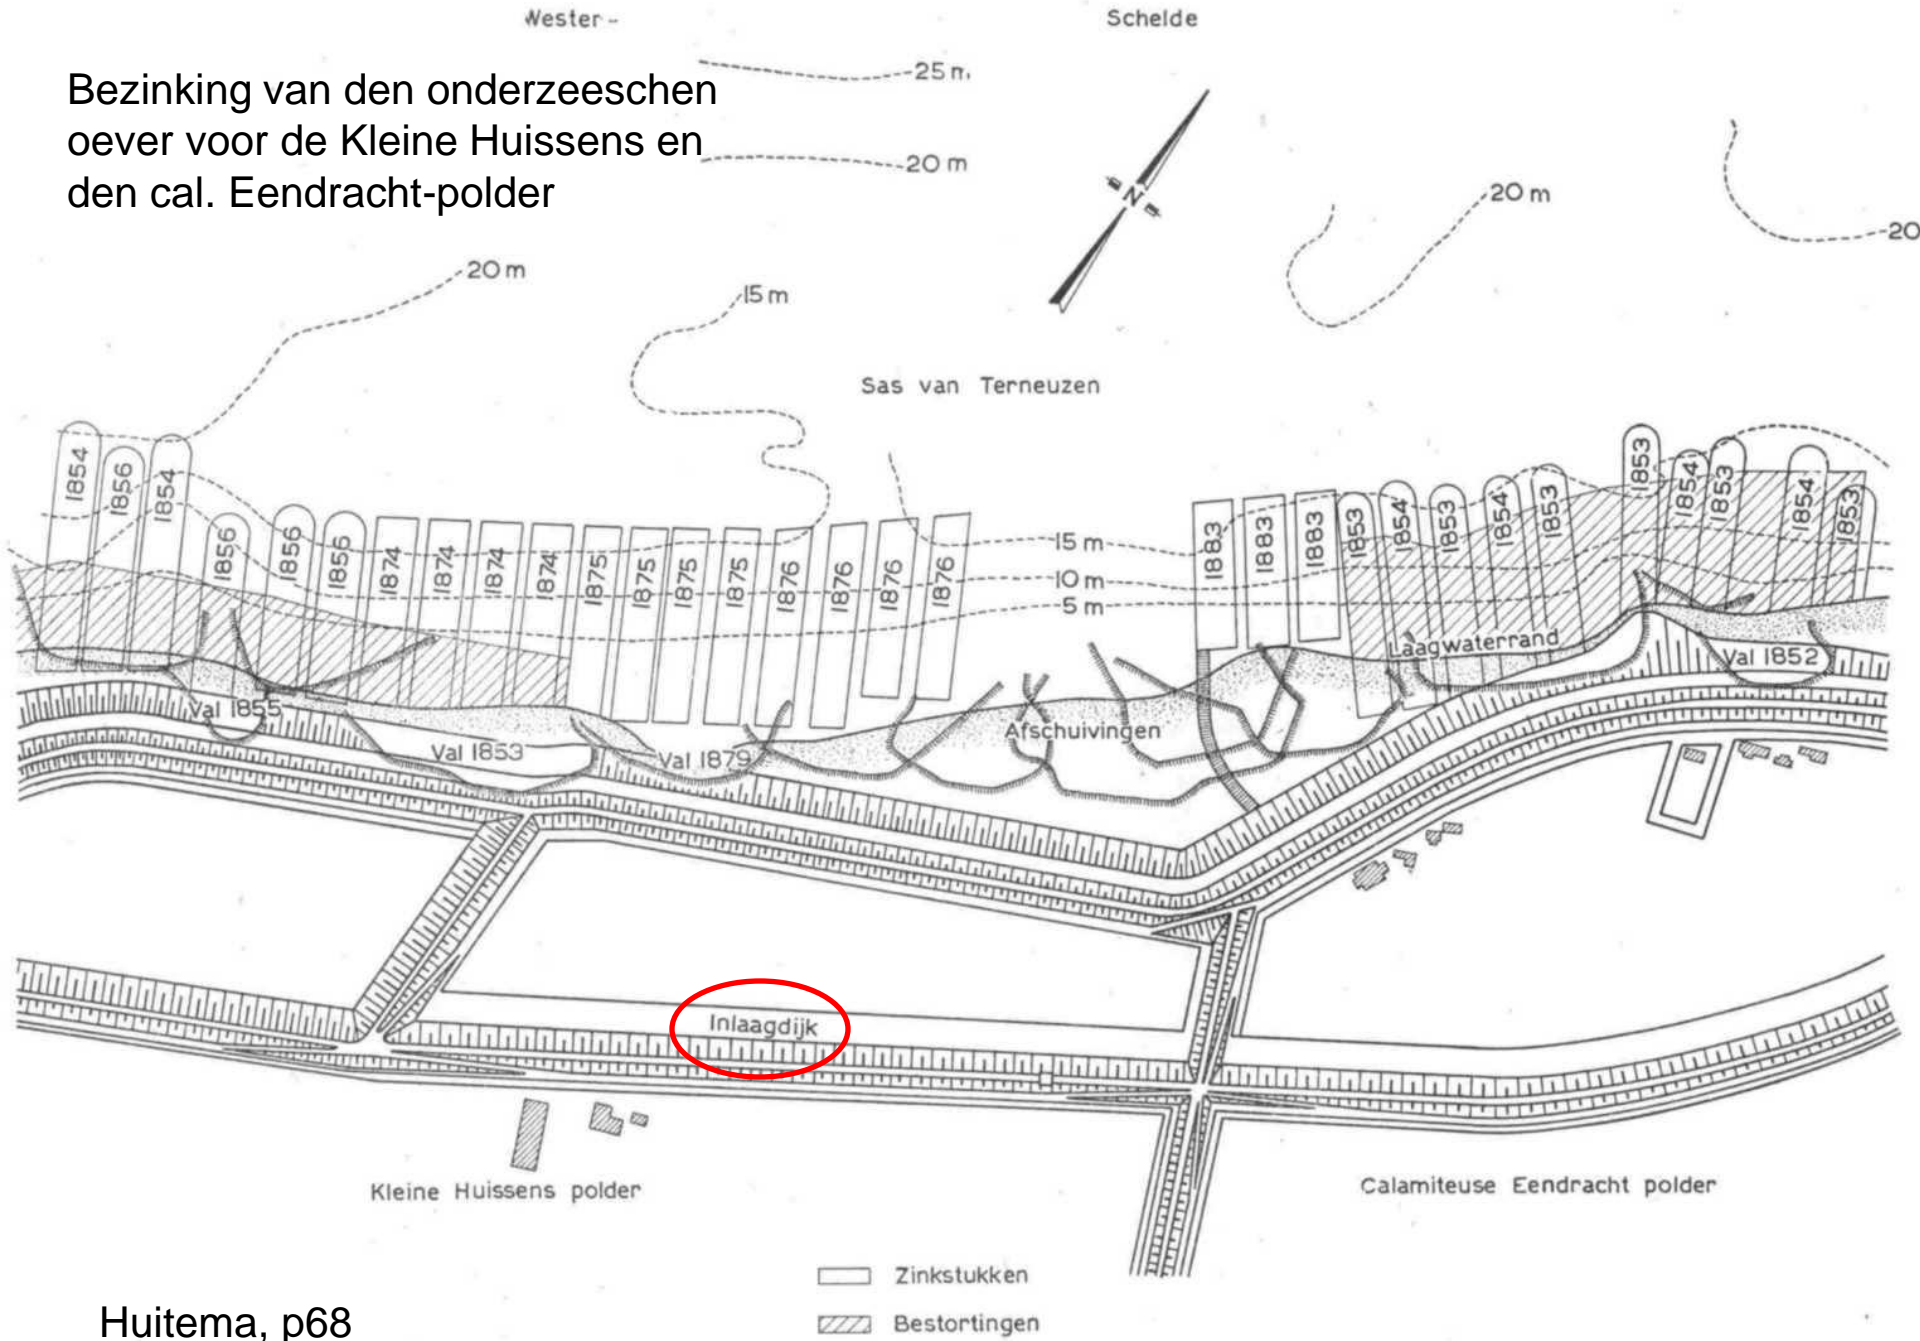 Wester-
Schelde
Bezinking van den onderzeeschen
oever voor de Kleine Huissens en
den cal. Eendracht-polder
25 m
20 m
20 m
20
20 m
15 m
Sas van Terneuzen
1854
1856
1854
1856
1856
1856
1874
1874
1874
1874
1875
1875
1875
1875
1876
1876
1876
1876
15 m
10 m
5 m
1883
1883
1883
1853
1854
1853
1854
1853
1853
1854
1853
1854
1853
Laagwaterrand
Val 1852
Val 1855
Val 1853
Val 1879
Afschuivingen
N
Inlaagdijk
Kleine Huissens polder
Calamiteuse Eendracht polder
Zinkstukken
Bestortingen
Huitema, p68